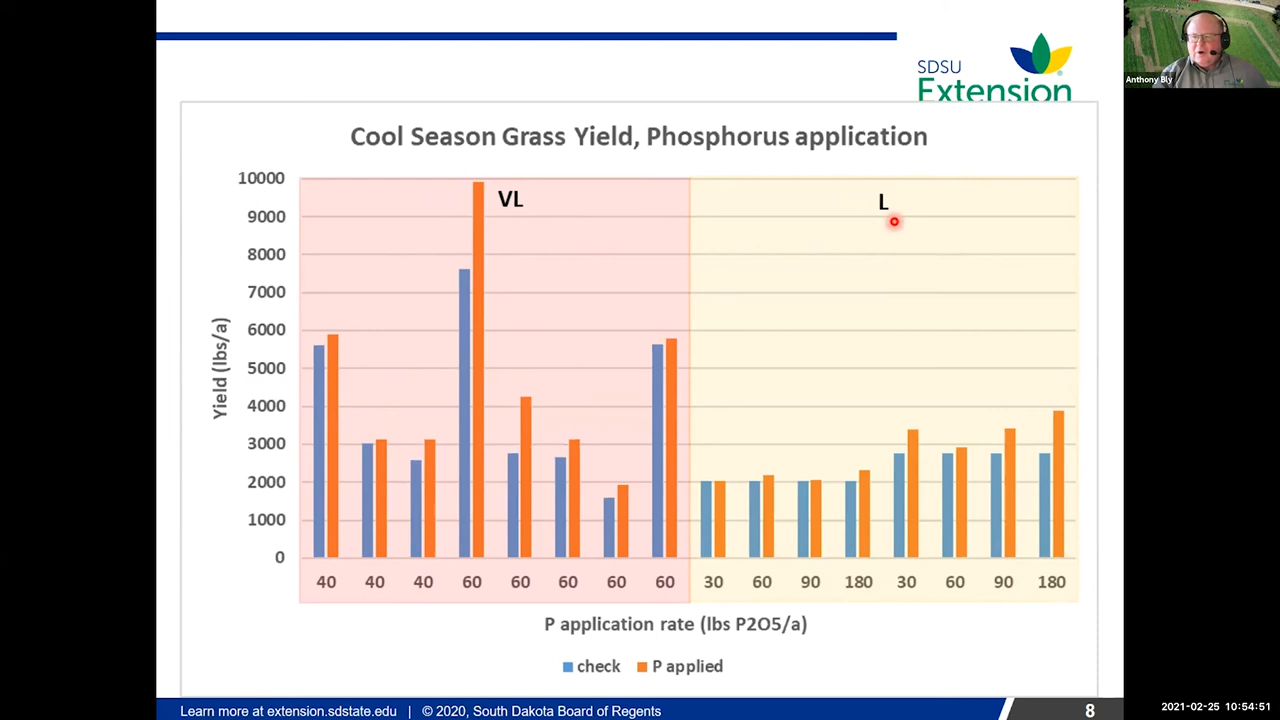 SDSU
Extension
Anthony Bly
Cool Season Grass Yield, Phosphorus application
10000
9000
8000
7000
6000
5000
4000
3000
2000
1000
0
Yield (lbs/a)
VL
L
40 40 40 60 60 60 60 60 30 60 90 180 30 60 90 180
P application rate (lbs P2O5/a)
check P applied
Learn more at extension.sdstate.edu | © 2020, South Dakota Board of Regents
8
2021-02-25 10:54:51